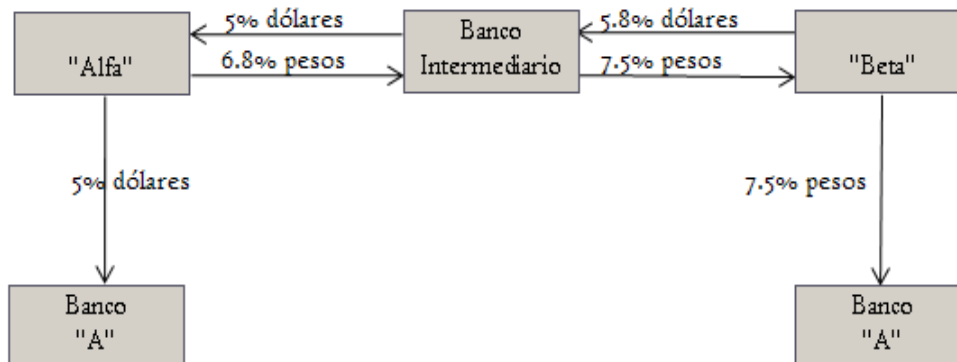 5% dólares
5.8% dólares
Banco
Intermediario
"Alfa"
6.8% pesos
7.5% pesos
"Beta"
5% dólares
7.5% pesos
Banco
"A"
Banco
"A"